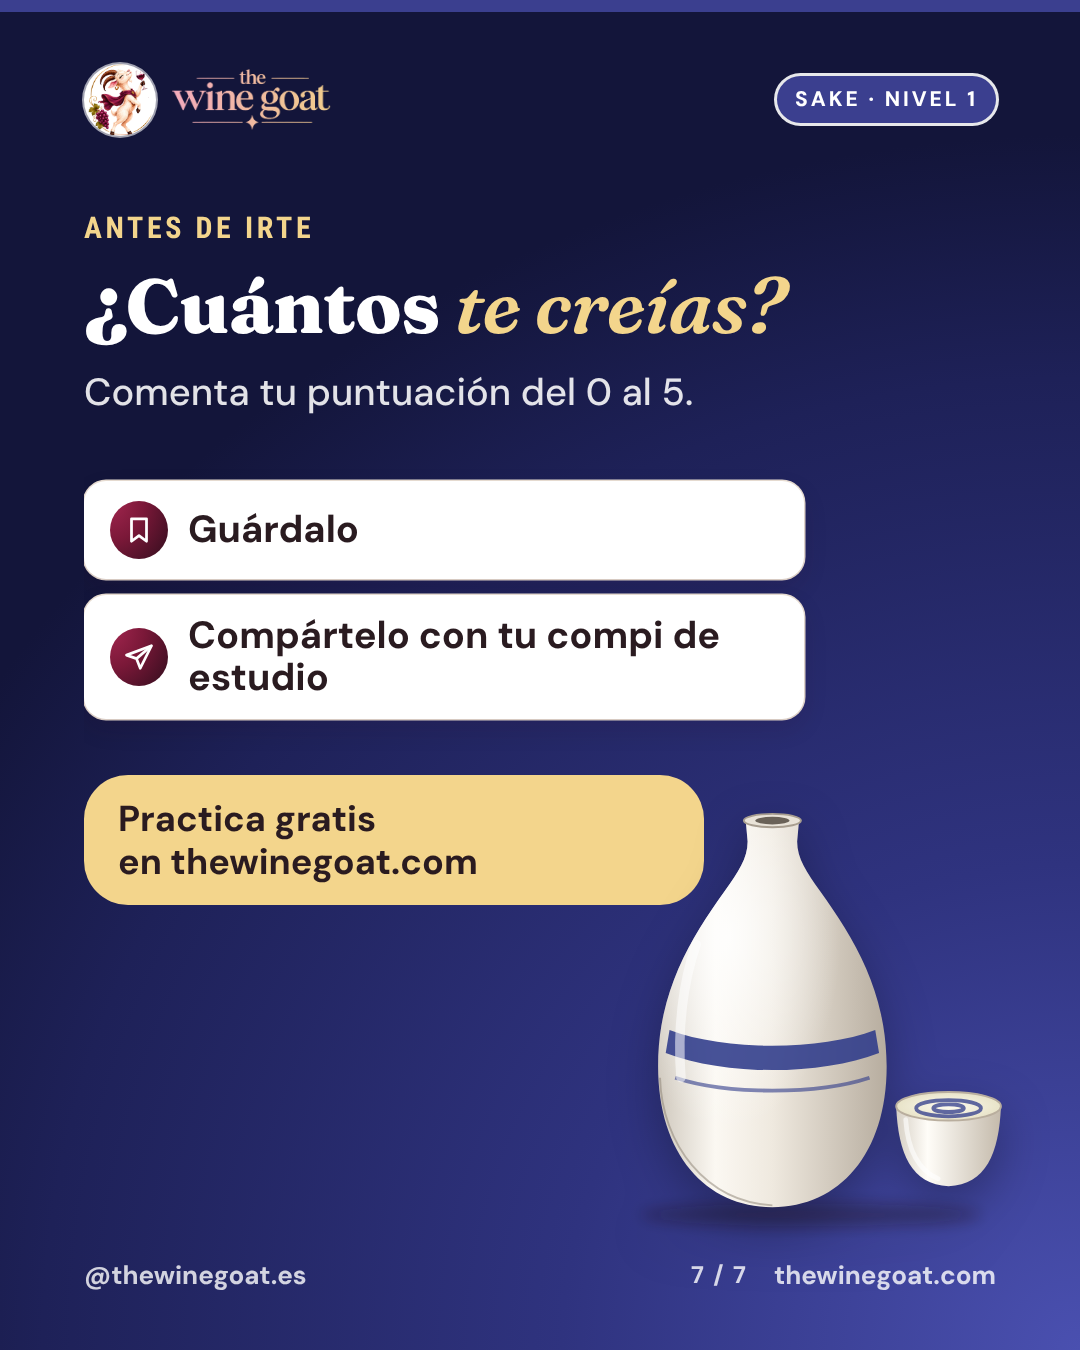 the
wine goat
SAKE · NIVEL 1
ANTES DE IRTE
¿Cuántos te creías?
Comenta tu puntuación del 0 al 5.
Guárdalo
Compártelo con tu compi de
estudio
Practica gratis
en thewinegoat.com
@thewinegoat.es
7 / 7
thewinegoat.com